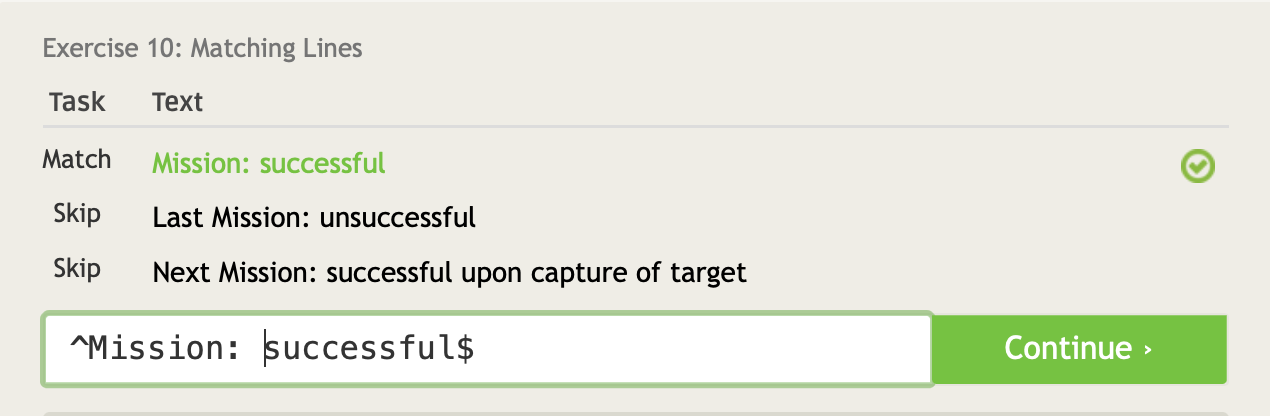 Exercise 10: Matching Lines
Task Text
Match Mission: successful
Skip Last Mission: unsuccessful
Skip Next Mission: successful upon capture of target
^Mission: successful$ Continue ›